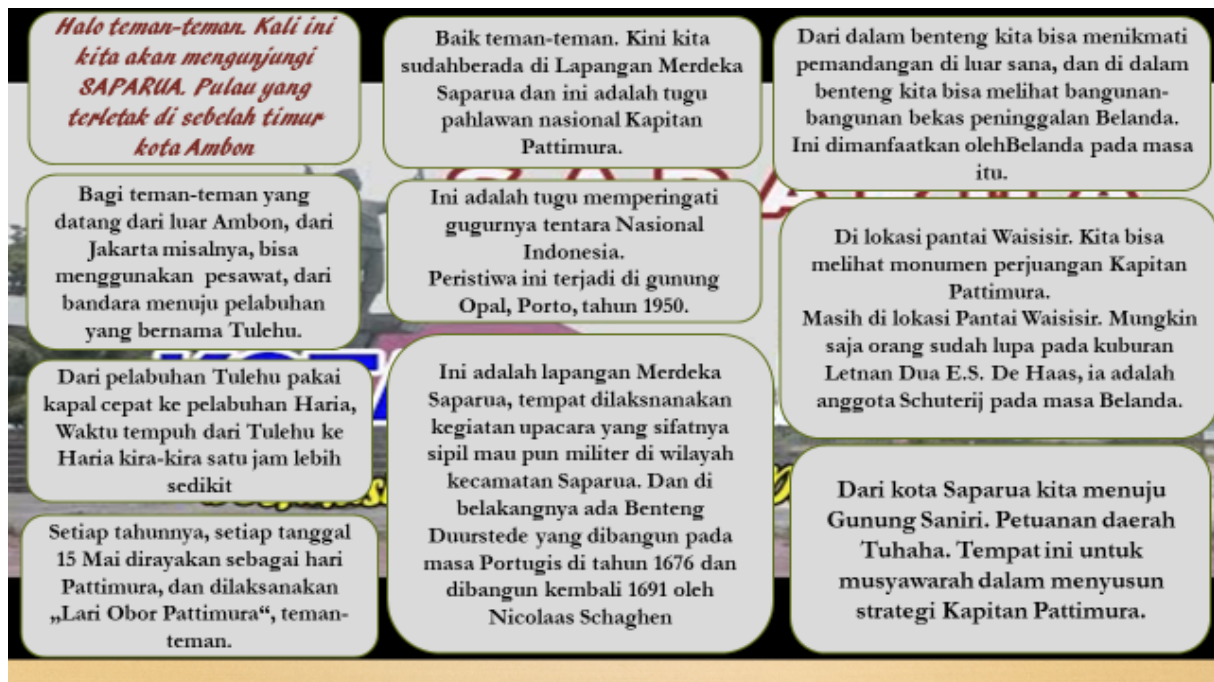 Halo teman-teman. Kali ini
kita akan mengunjungi
SAPARUA. Pulau yang
terletak di sebelah timur
kota Ambon
Bagi teman-teman yang
datang dari luar Ambon, dari
Jakarta misalnya, bisa
menggunakan pesawat, dari
bandara menuju pelabuhan
yang bernama Tulehu.
Dari pelabuhan Tulehu pakai
kapal cepat ke pelabuhan Haria,
Waktu tempuh dari Tulehu ke
Haria kira-kira satu jam lebih
sedikit
Setiap tahunnya, setiap tanggal
15 Mai dirayakan sebagai hari
Pattimura, dan dilaksanakan
„Lari Obor Pattimura“, teman-
teman.
Baik teman-teman. Kini kita
sudahberada di Lapangan Merdeka
Saparua dan ini adalah tugu
pahlawan nasional Kapitan
Pattimura.
Ini adalah tugu memperingati
gugurnya tentara Nasional
Indonesia.
Peristiwa ini terjadi di gunung
Opal, Porto, tahun 1950.
Ini adalah lapangan Merdeka
Saparua, tempat dilaksnanakan
kegiatan upacara yang sifatnya
sipil mau pun militer di wilayah
kecamatan Saparua. Dan di
belakangnya ada Benteng
Duurstede yang dibangun pada
masa Portugis di tahun 1676 dan
dibangun kembali 1691 oleh
Nicolaas Schaghen
Dari dalam benteng kita bisa menikmati
pemandangan di luar sana, dan di dalam
benteng kita bisa melihat bangunan-
bangunan bekas peninggalan Belanda.
Ini dimanfaatkan olehBelanda pada masa
itu.
Di lokasi pantai Waisisir. Kita bisa
melihat monumen perjuangan Kapitan
Pattimura.
Masih di lokasi Pantai Waisisir. Mungkin
saja orang sudah lupa pada kuburan
Letnan Dua E.S. De Haas, ia adalah
anggota Schuterij pada masa Belanda.
Dari kota Saparua kita menuju
Gunung Saniri. Petuanan daerah
Tuhaha. Tempat ini untuk
musyawarah dalam menyusun
strategi Kapitan Pattimura.